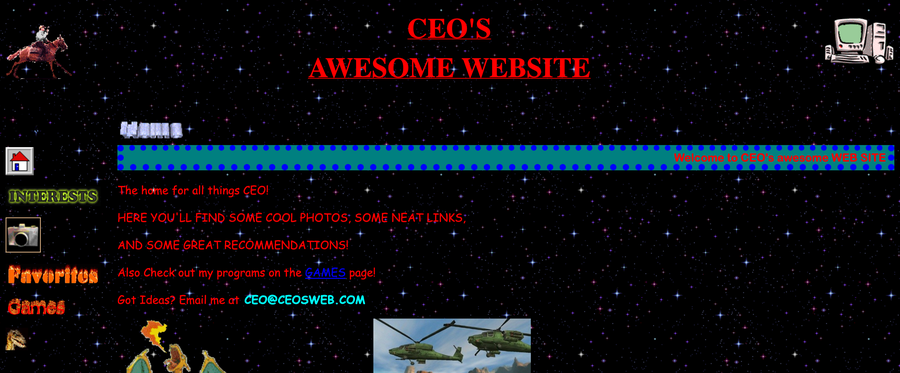 CEO'S
AWESOME WEBSITE
Welcome to CEO's awesome WEB SITE
INTERESTS
Favorites
Games
The home for all things CEO!
HERE YOU'LL FIND SOME COOL PHOTOS, SOME NEAT LINKS,
AND SOME GREAT RECOMMENDATIONS!
Also Check out my programs on the GAMES page!
Got Ideas? Email me at CEO@CEOSWEB.COM